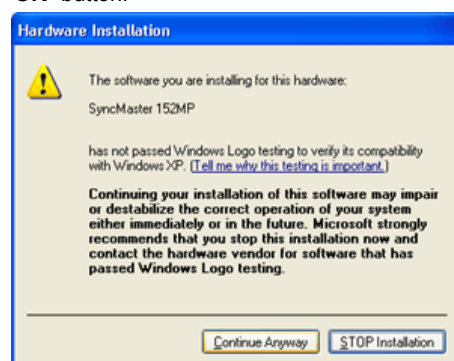 Hardware Installation
The software you are installing for this hardware:
SyncMaster 152MP
has not passed Windows Logo testing to verify its compatibility
with Windows XP. (Tell me why this testing is important.)
Continuing your installation of this software may impair
or destabilize the correct operation of your system
either immediately or in the future. Microsoft strongly
recommends that you stop this installation now and
contact the hardware vendor for software that has
passed Windows Logo testing.
Continue Anyway STOP Installation